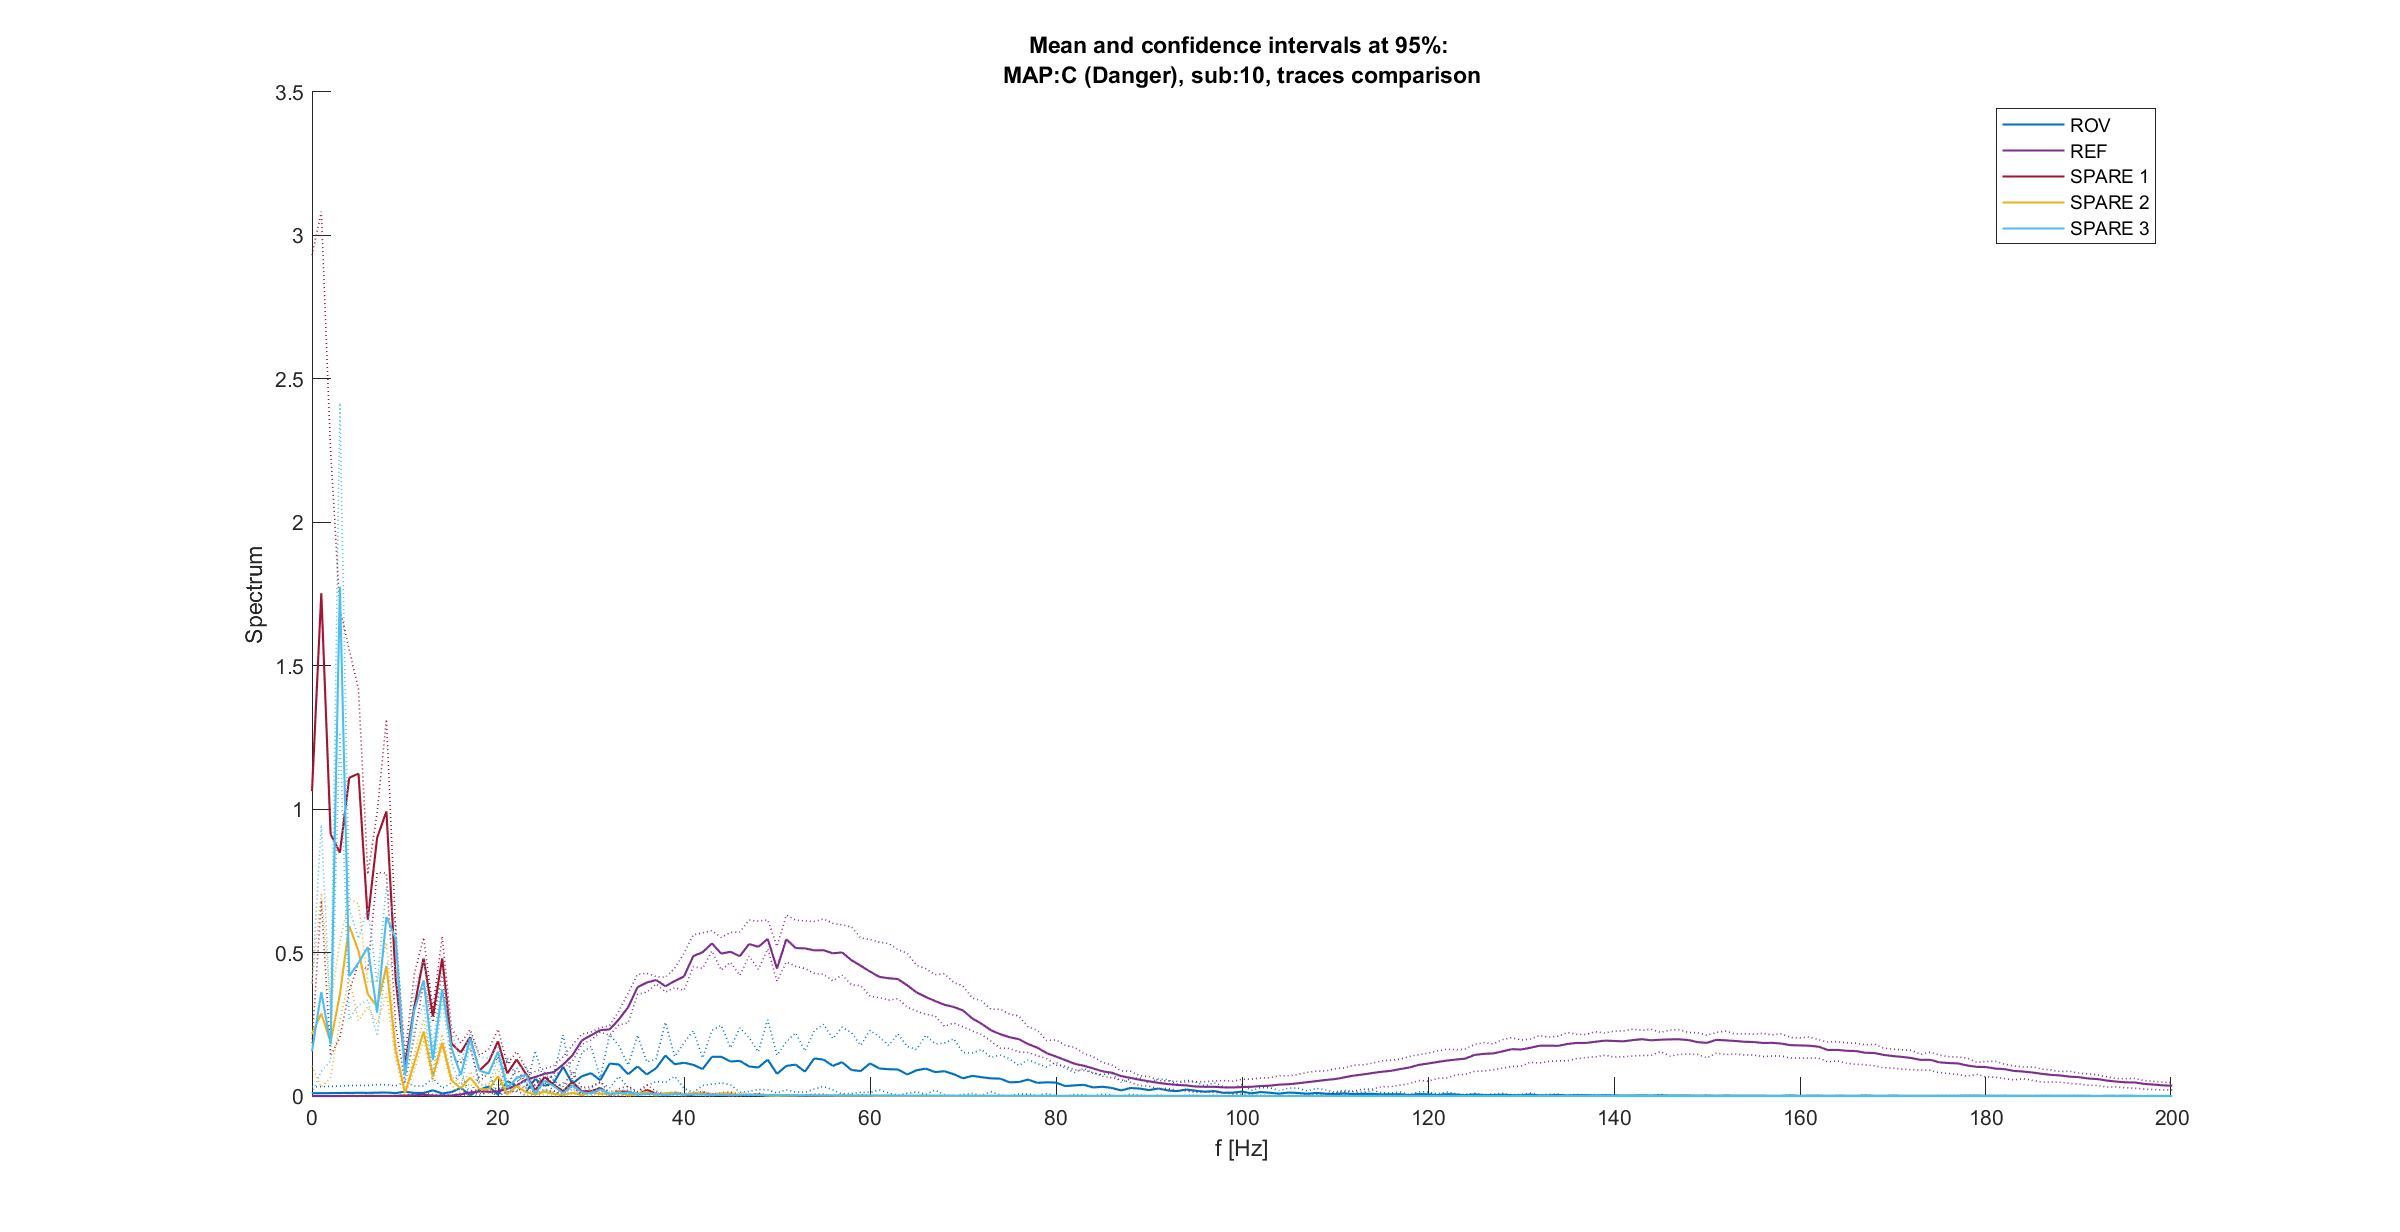 Mean and confidence intervals at 95%:
MAP:C (Danger), sub:10, traces comparison
3.5
3
2.5
2
1.5
1
0.5
0
Spectrum
ROV
REF
SPARE 1
SPARE 2
SPARE 3
0 20 40 60 80 100 120 140 160 180 200
f [Hz]